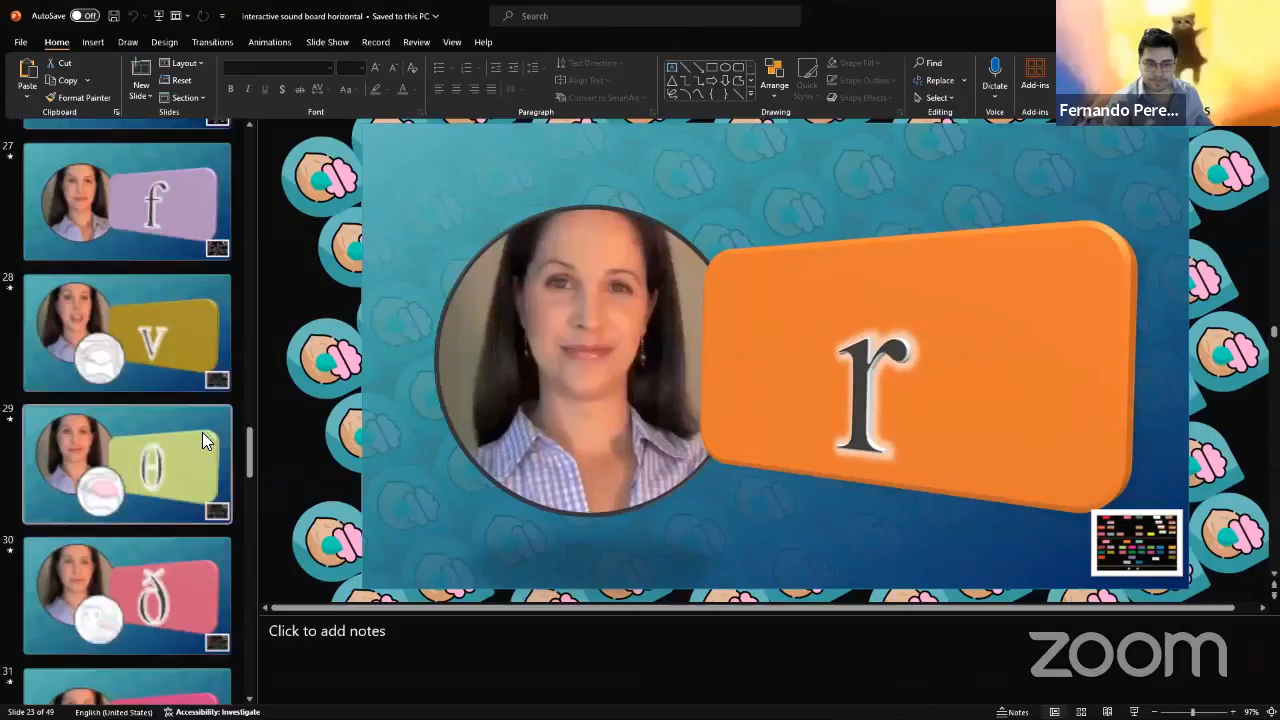 AutoSave Off
Interactive sound board horizontal • Saved to this PC
Search
File Home Insert Draw Design Transitions Animations Slide Show Record Review View Help
Paste
Cut
Copy
Format Painter
Clipboard
New
Slide
Layout
Reset
Section
Slides
Font
Text Direction
Align Text
Convert to SmartArt
Paragraph
Arrange
Quick
Styles
Shape Fill
Shape Outline
Shape Effects
Drawing
Find
Replace
Select
Editing
Dictate
Voice
Add-ins
Add-ins
Fernando Pere...
27
f
28
v
29
θ
30
ð
31
r
Click to add notes
zoom
Slide 23 of 49 English (United States) Accessibility: Investigate Notes 97%